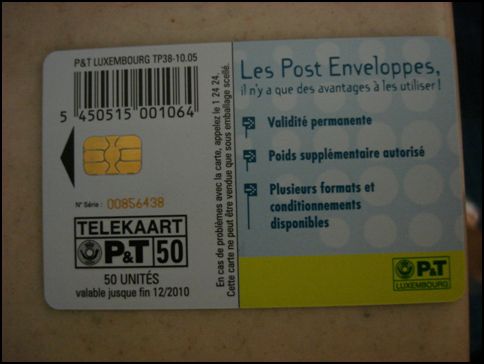 P&T LUXEMBOURG TP38-10.05
5 450515 001064
N° Série : 00856438
TELEKAART
P&T 50
50 UNITÉS
valable jusque fin 12/2010
En cas de problèmes avec la carte, appelez le 1 24 24.
Cette carte ne peut être vendue que sous emballage scellé.
Les Post Enveloppes,
il n'y a que des avantages à les utiliser !
Validité permanente
Poids supplémentaire autorisé
Plusieurs formats et
conditionnements
disponibles
P&T
LUXEMBOURG